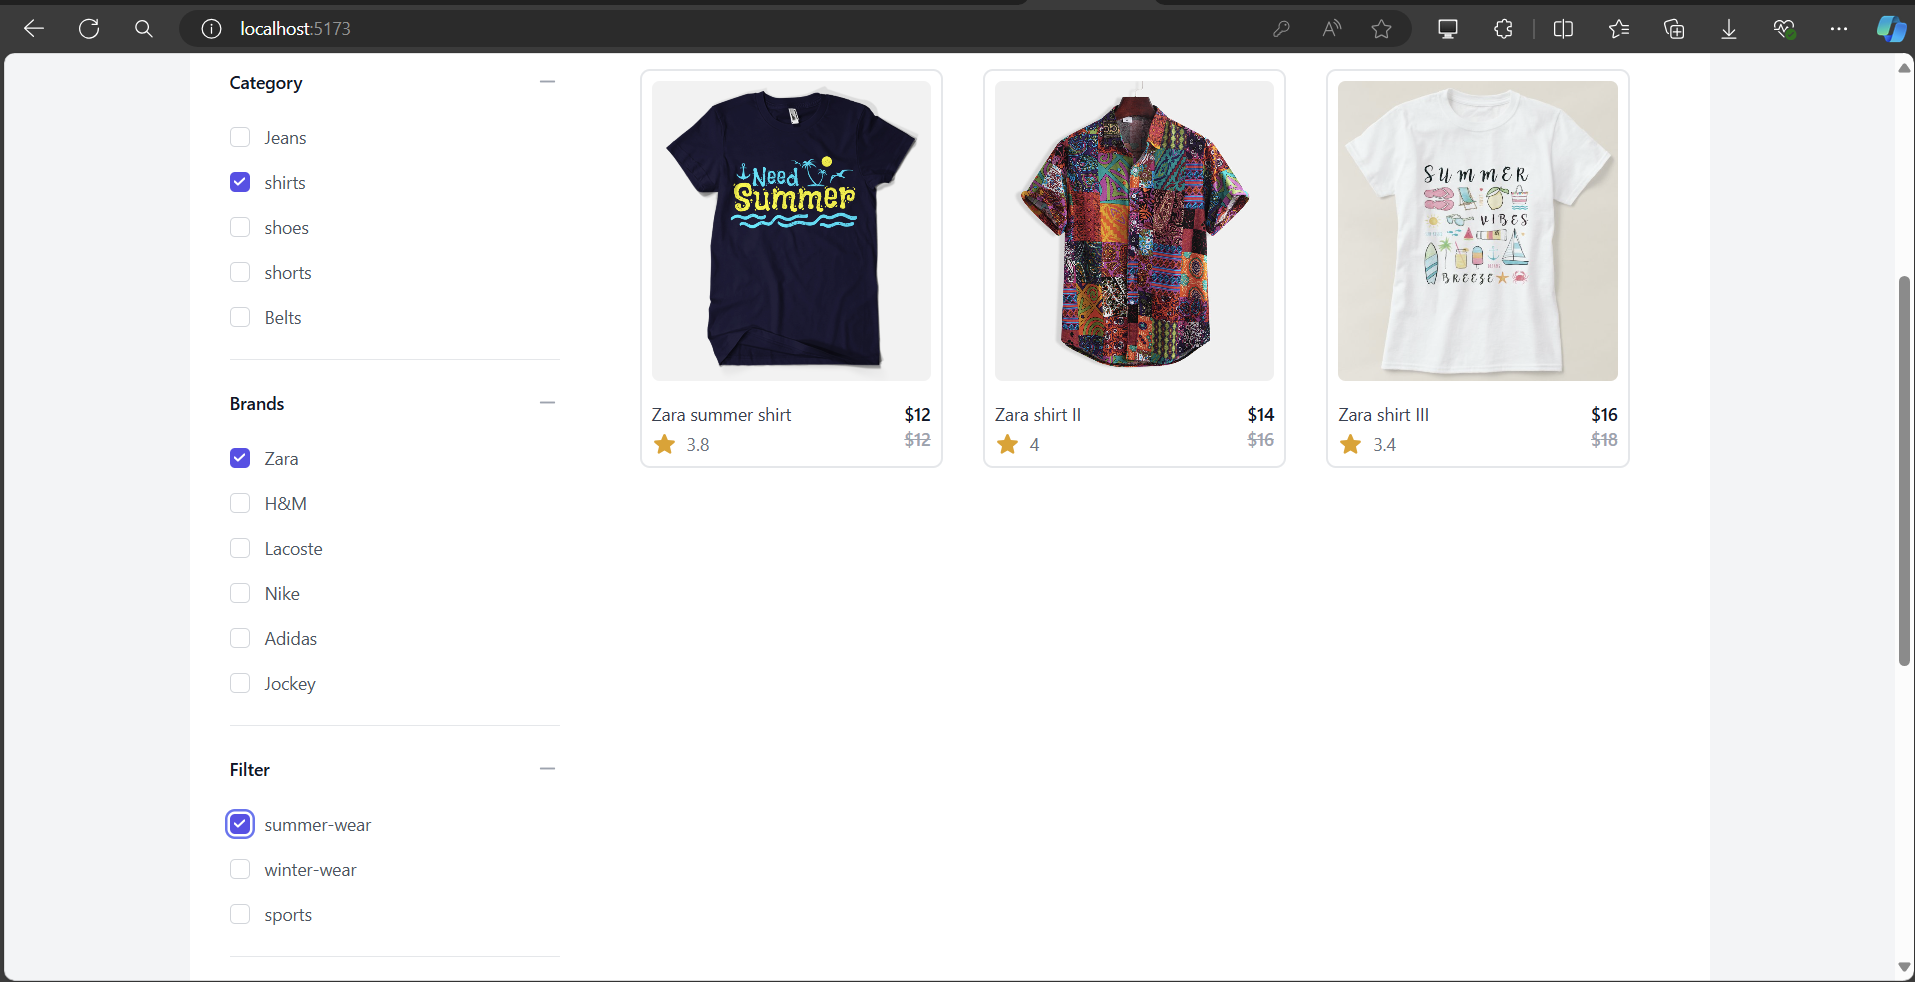 localhost:5173
Category
Jeans
shirts
shoes
shorts
Belts
Brands
Zara
H&M
Lacoste
Nike
Adidas
Jockey
Filter
summer-wear
winter-wear
sports
Need
Summer
Zara summer shirt $12
3.8 $12
Zara shirt II $14
4 $16
SUMMER
VIBES
BREEZE
Zara shirt III $16
3.4 $18